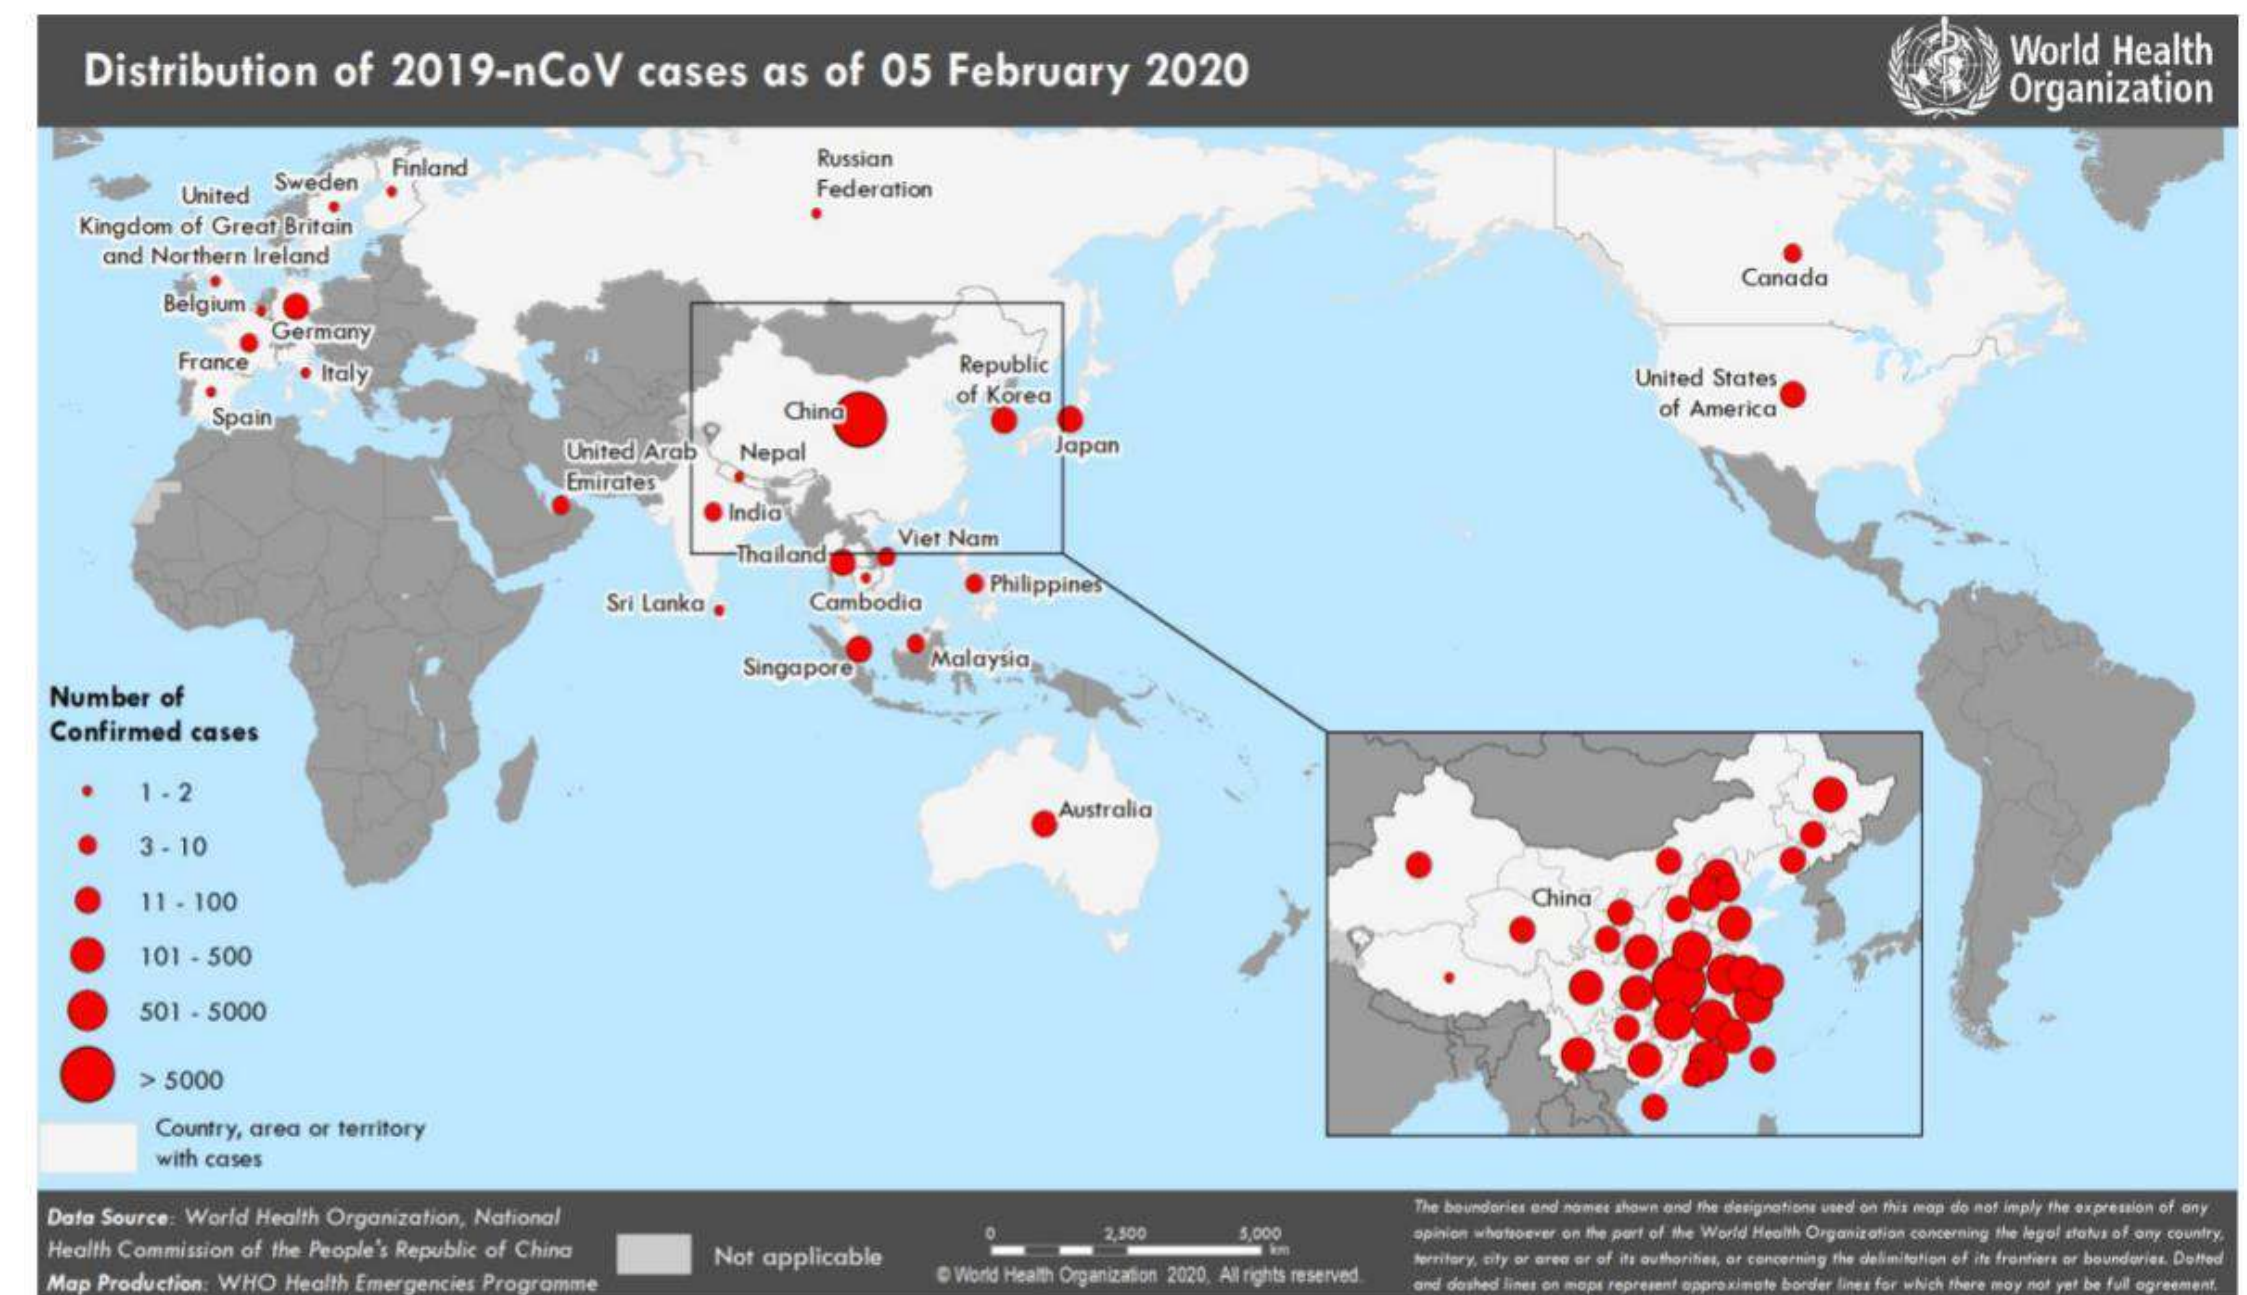 Distribution of 2019-nCoV cases as of 05 February 2020
World Health
Organization
Finland
Sweden
United
Kingdom of Great Britain
and Northern Ireland
Belgium
Germany
France
Italy
Spain
Russian
Federation
Canada
United States
of America
Republic
of Korea
China
Japan
United Arab
Emirates
Nepal
India
Thailand
Viet Nam
Sri Lanka
Cambodia
Philippines
Singapore
Malaysia
Australia
China
Number of
Confirmed cases
1 - 2
3 - 10
11 - 100
101 - 500
501 - 5000
> 5000
Country, area or territory
with cases
Data Source: World Health Organization, National
Health Commission of the People's Republic of China
Map Production: WHO Health Emergencies Programme
Not applicable
0 2,500 5,000
km
© World Health Organization 2020, All rights reserved.
The boundaries and names shown and the designations used on this map do not imply the expression of any
opinion whatsoever on the part of the World Health Organization concerning the legal status of any country,
territory, city or area or of its authorities, or concerning the delimitation of its frontiers or boundaries. Dotted
and dashed lines on maps represent approximate border lines for which there may not yet be full agreement.